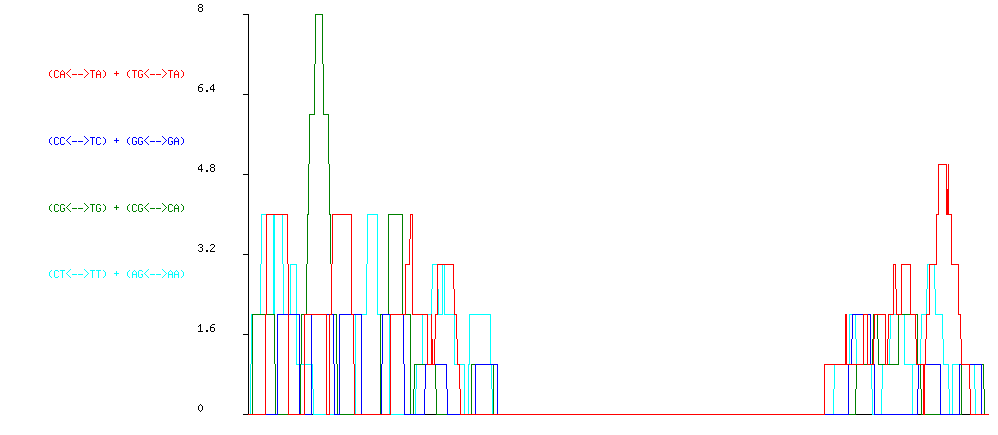 8
(CA<-->TA) + (TG<-->TA)
6.4
(CC<-->TC) + (GG<-->GA)
4.8
(CG<-->TG) + (CG<-->CA)
3.2
(CT<-->TT) + (AG<-->AA)
1.6
0